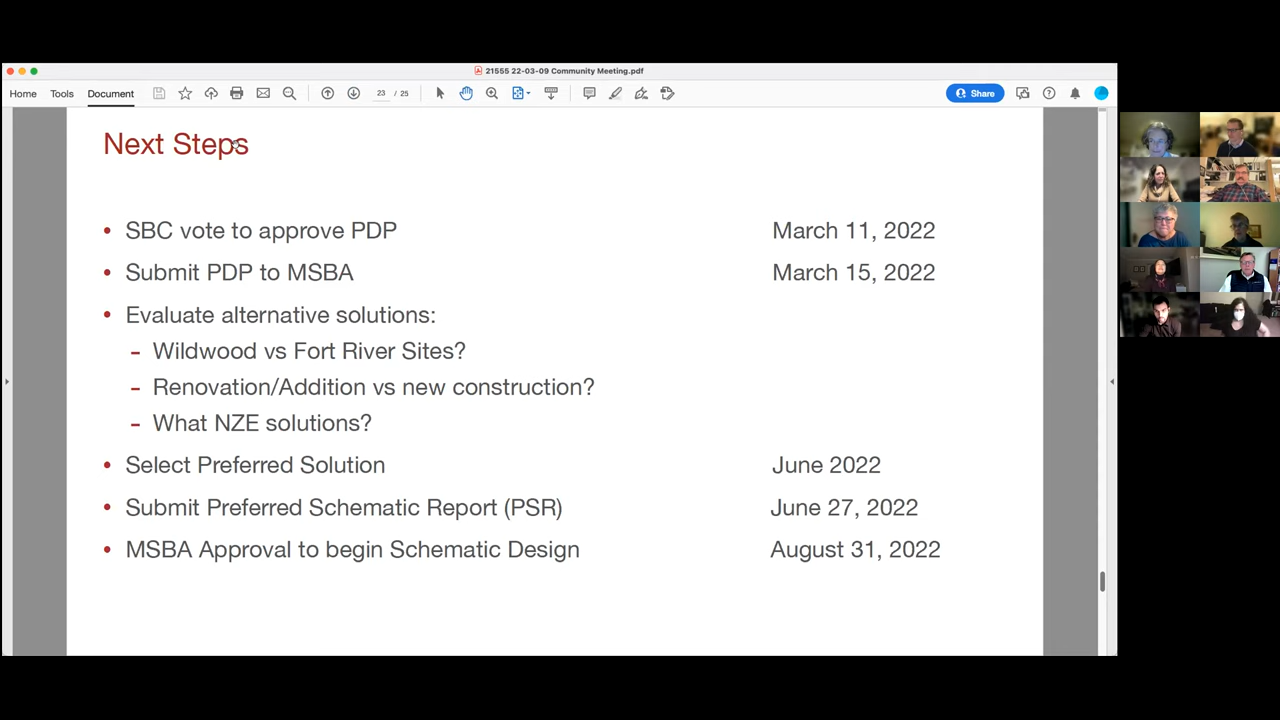 21555 22-03-09 Community Meeting.pdf
Home Tools Document 23 / 25 Share
Next Steps
• SBC vote to approve PDP March 11, 2022
• Submit PDP to MSBA March 15, 2022
• Evaluate alternative solutions:
- Wildwood vs Fort River Sites?
- Renovation/Addition vs new construction?
- What NZE solutions?
• Select Preferred Solution June 2022
• Submit Preferred Schematic Report (PSR) June 27, 2022
• MSBA Approval to begin Schematic Design August 31, 2022